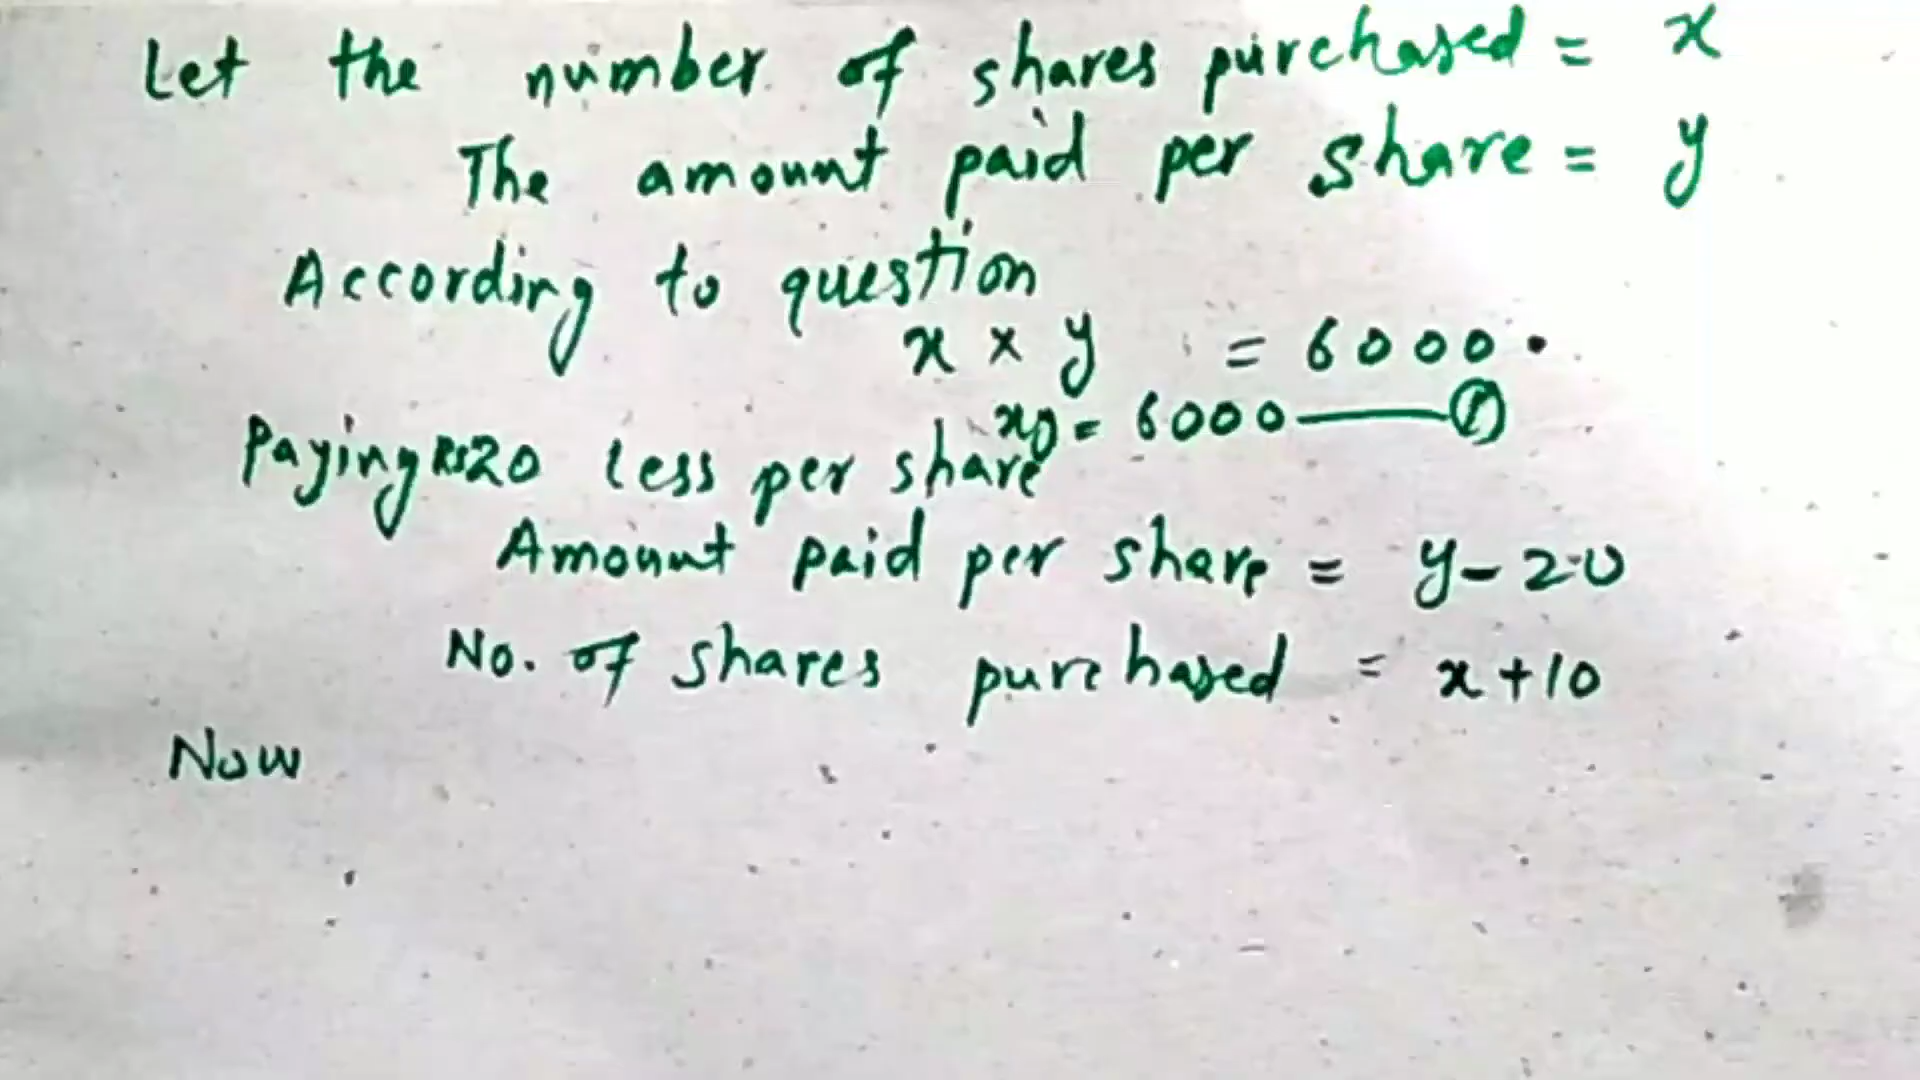 Let the number of shares purchased = x
The amount paid per share = y
According to question
x × y = 6000
xy = 6000 —— 1
Paying Rs20 less per share
Amount paid per share = y - 20
No. of shares purchased = x + 10
Now